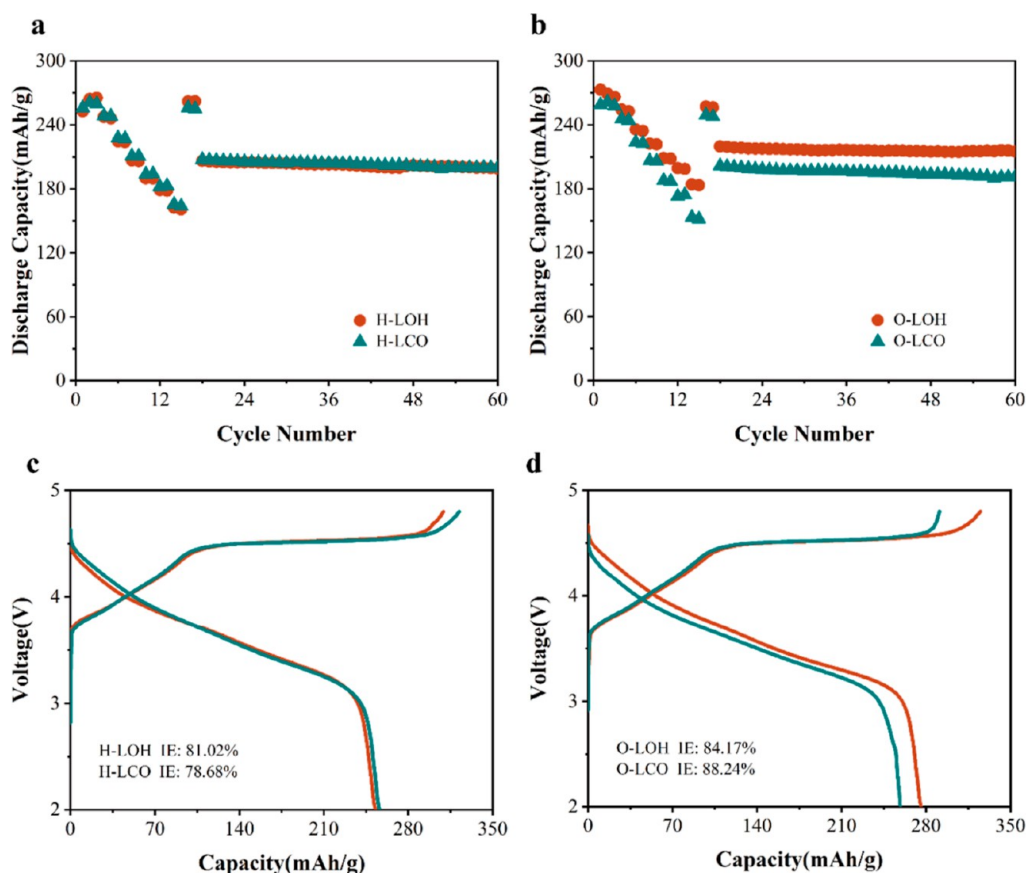 a
300
240
180
120
60
0
Discharge Capacity(mAh/g)
H-LOH
H-LCO
0 12 24 36 48 60
Cycle Number
b
300
240
180
120
60
0
Discharge Capacity(mAh/g)
O-LOH
O-LCO
0 12 24 36 48 60
Cycle Number
c
5
4
3
2
Voltage(V)
H-LOH IE: 81.02%
H-LCO IE: 78.68%
0 70 140 210 280 350
Capacity(mAh/g)
d
5
4
3
2
Voltage(V)
O-LOH IE: 84.17%
O-LCO IE: 88.24%
0 70 140 210 280 350
Capacity(mAh/g)